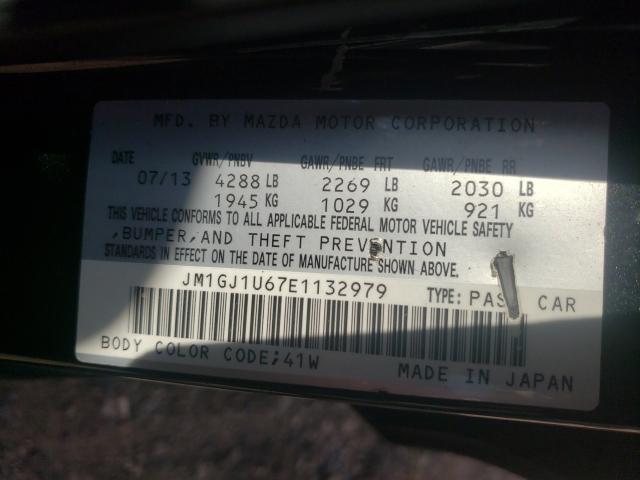 MFD. BY MAZDA MOTOR CORPORATION
DATE GVWR/PNBV GAWR/PNBE FRT GAWR/PNBE RR
07/13 4288 LB 2269 LB 2030 LB
1945 KG 1029 KG 921 KG
THIS VEHICLE CONFORMS TO ALL APPLICABLE FEDERAL MOTOR VEHICLE SAFETY
,BUMPER,AND THEFT PREVENTION
STANDARDS IN EFFECT ON THE DATE OF MANUFACTURE SHOWN ABOVE.
JM1GJ1U67E1132979 TYPE: PAS. CAR
BODY COLOR CODE;41W MADE IN JAPAN